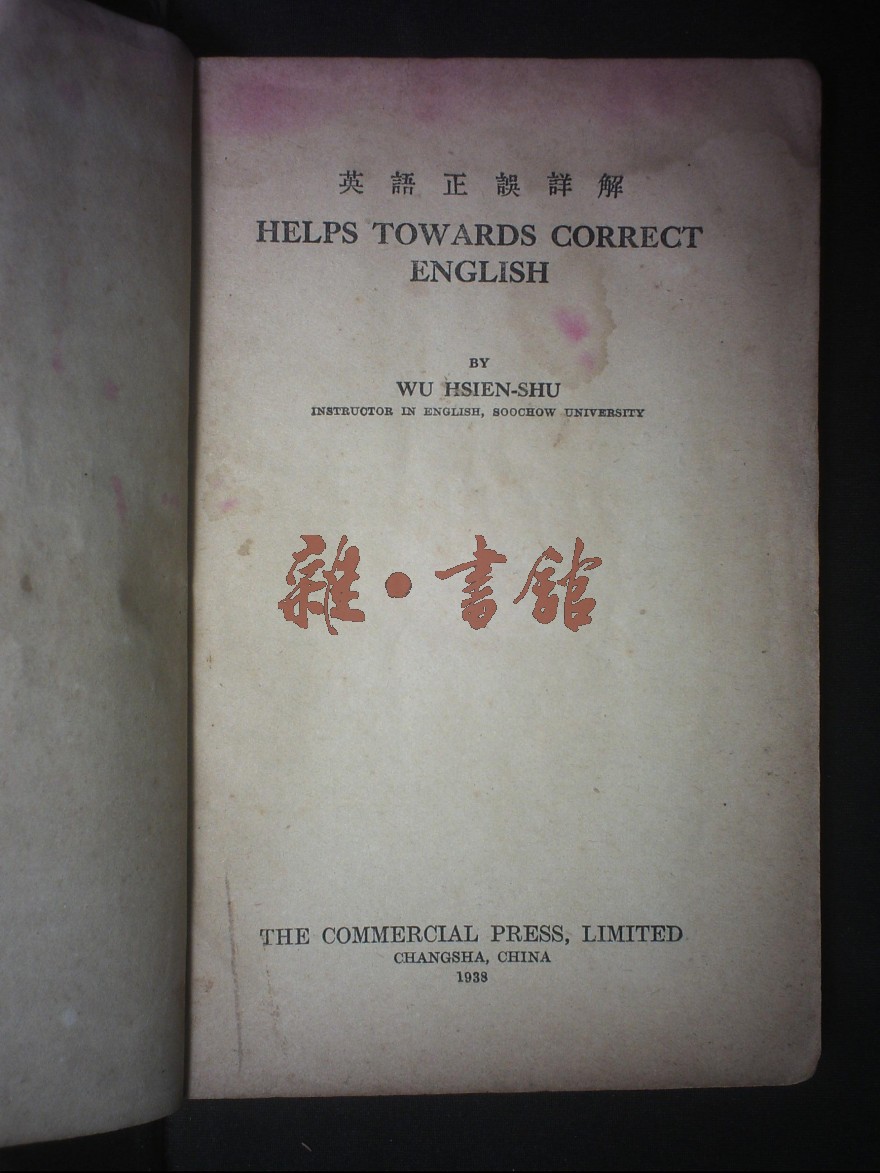 英語正誤詳解
HELPS TOWARDS CORRECT
ENGLISH
BY
WU HSIEN-SHU
INSTRUCTOR IN ENGLISH, SOOCHOW UNIVERSITY
雜·書館
THE COMMERCIAL PRESS, LIMITED
CHANGSHA, CHINA
1938